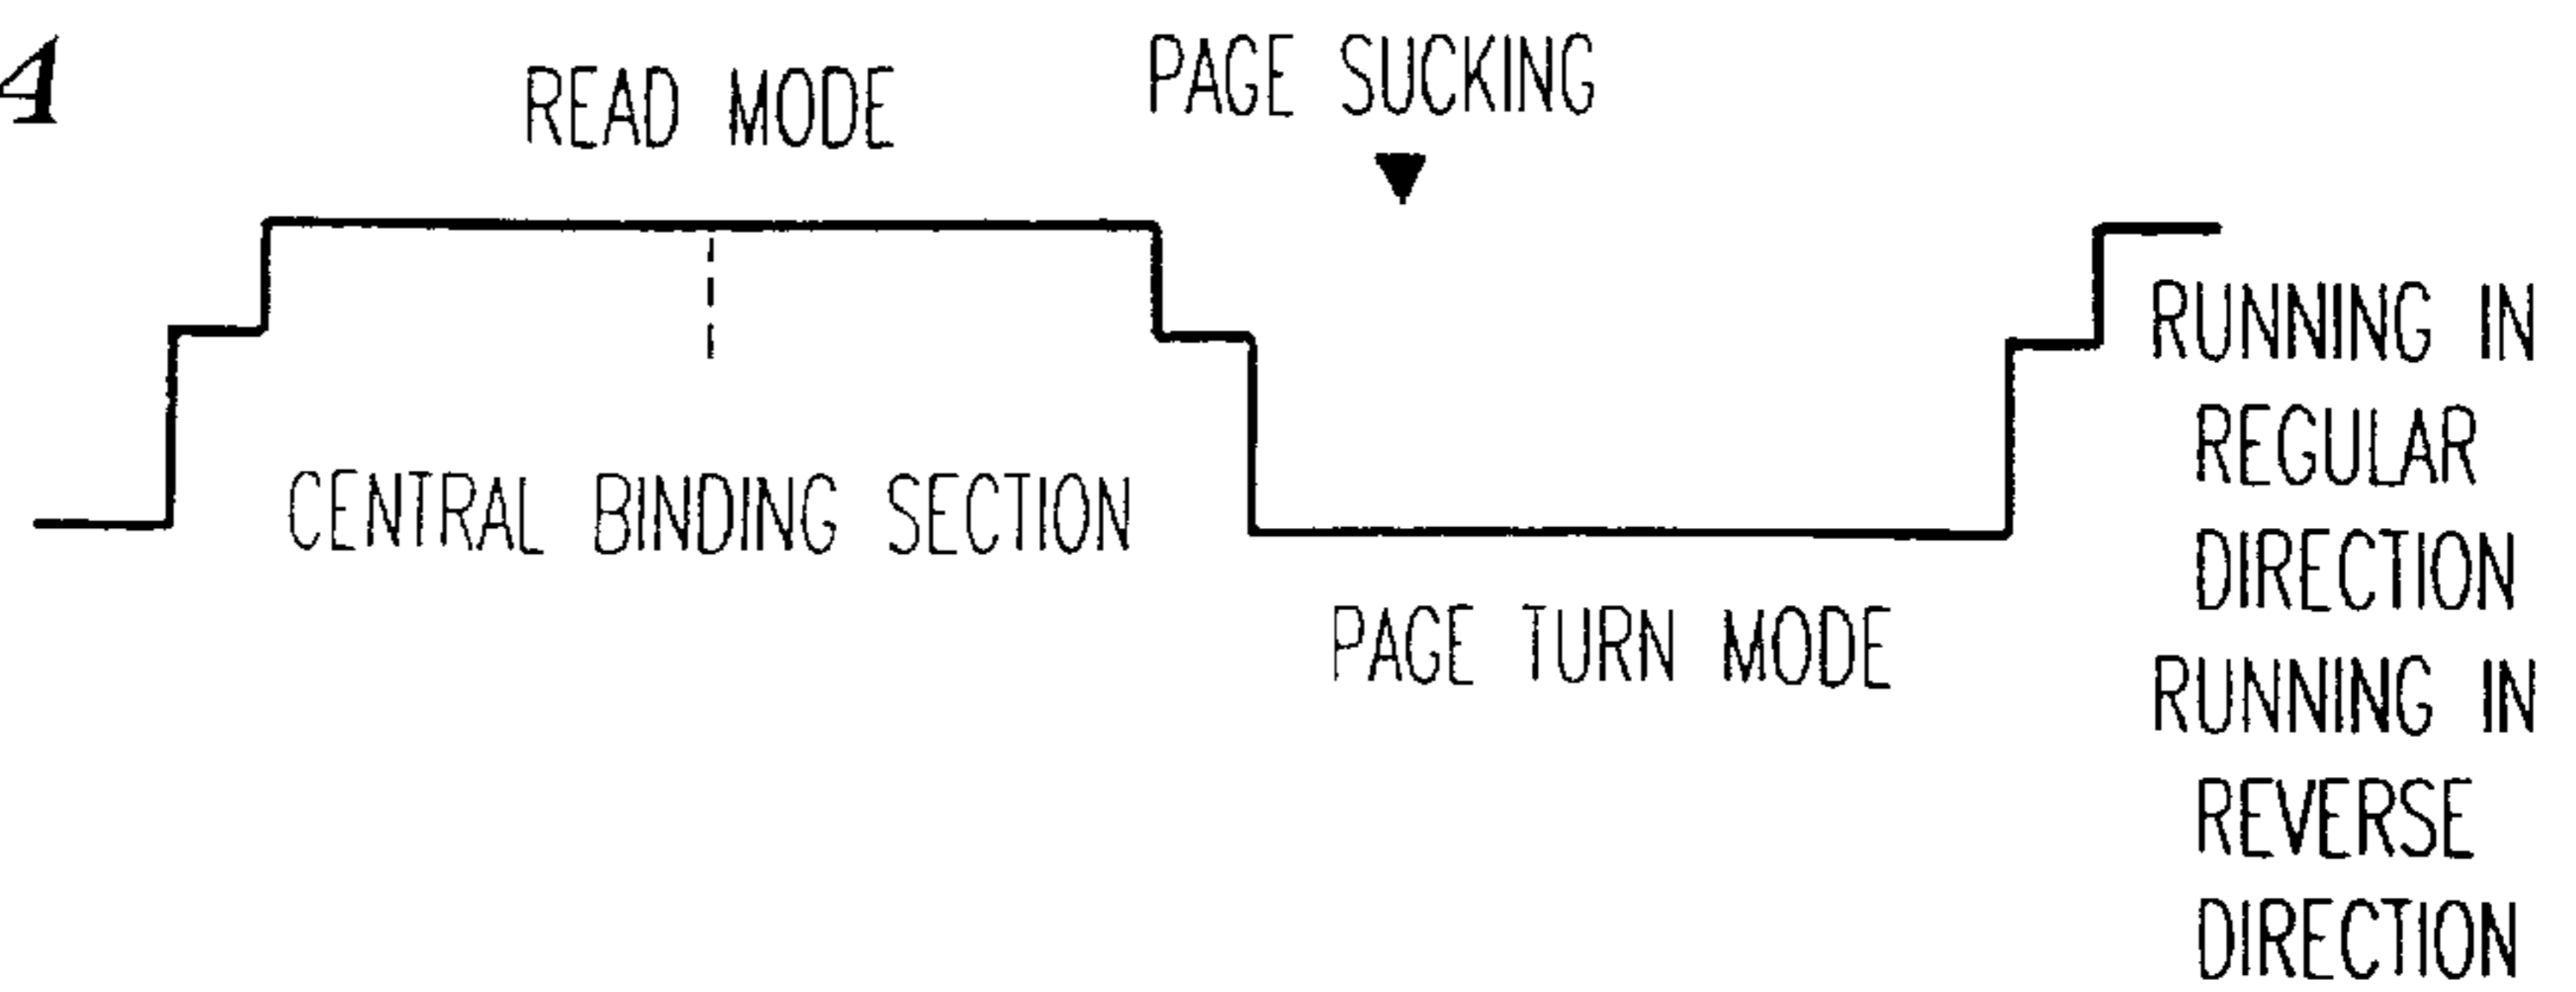 4
READ MODE
PAGE SUCKING
CENTRAL BINDING SECTION
PAGE TURN MODE
RUNNING IN
REGULAR
DIRECTION
RUNNING IN
REVERSE
DIRECTION